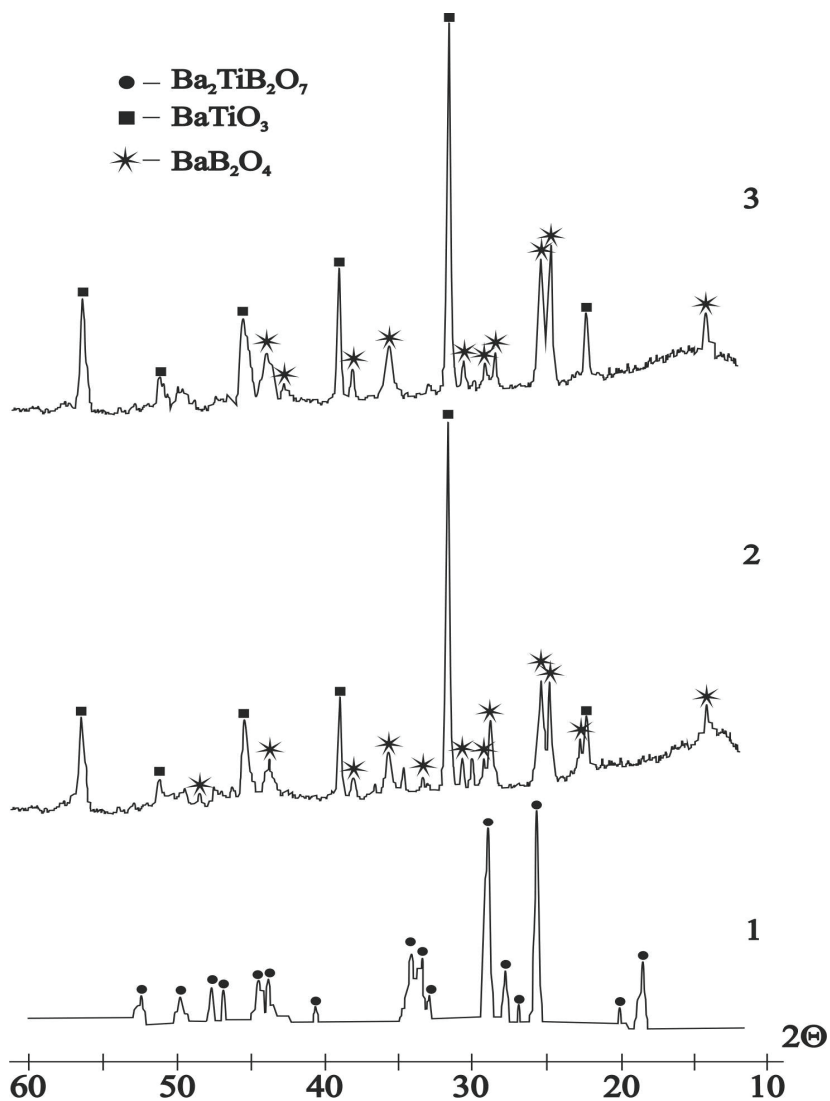 ● – Ba₂TiB₂O₇
■ – BaTiO₃
✶ – BaB₂O₄
3
2
1
2Θ
60 50 40 30 20 10